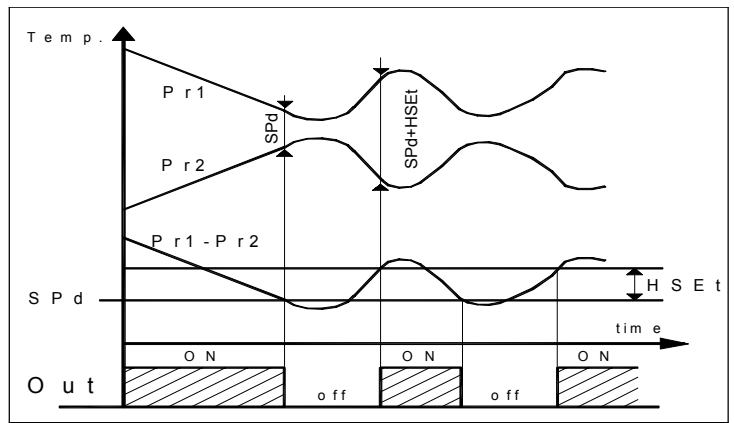 Temp.
Pr1
SPd
SPd+HSEt
Pr2
Pr1-Pr2
HSEt
SPd
time
ON ON ON
Out
off off